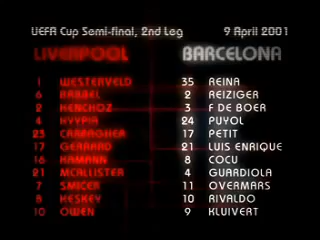 UEFA Cup Semi-final, 2nd Leg 9 April 2001
LIVERPOOL BARCELONA
1 WESTERVELD 35 REINA
6 BABBEL 2 REIZIGER
2 HENCHOZ 3 F DE BOER
4 HYYPIA 24 PUYOL
23 CARRAGHER 17 PETIT
17 GERRARD 21 LUIS ENRIQUE
16 HAMANN 8 COCU
21 MCALLISTER 4 GUARDIOLA
7 SMICER 11 OVERMARS
8 HESKEY 10 RIVALDO
10 OWEN 9 KLUIVERT